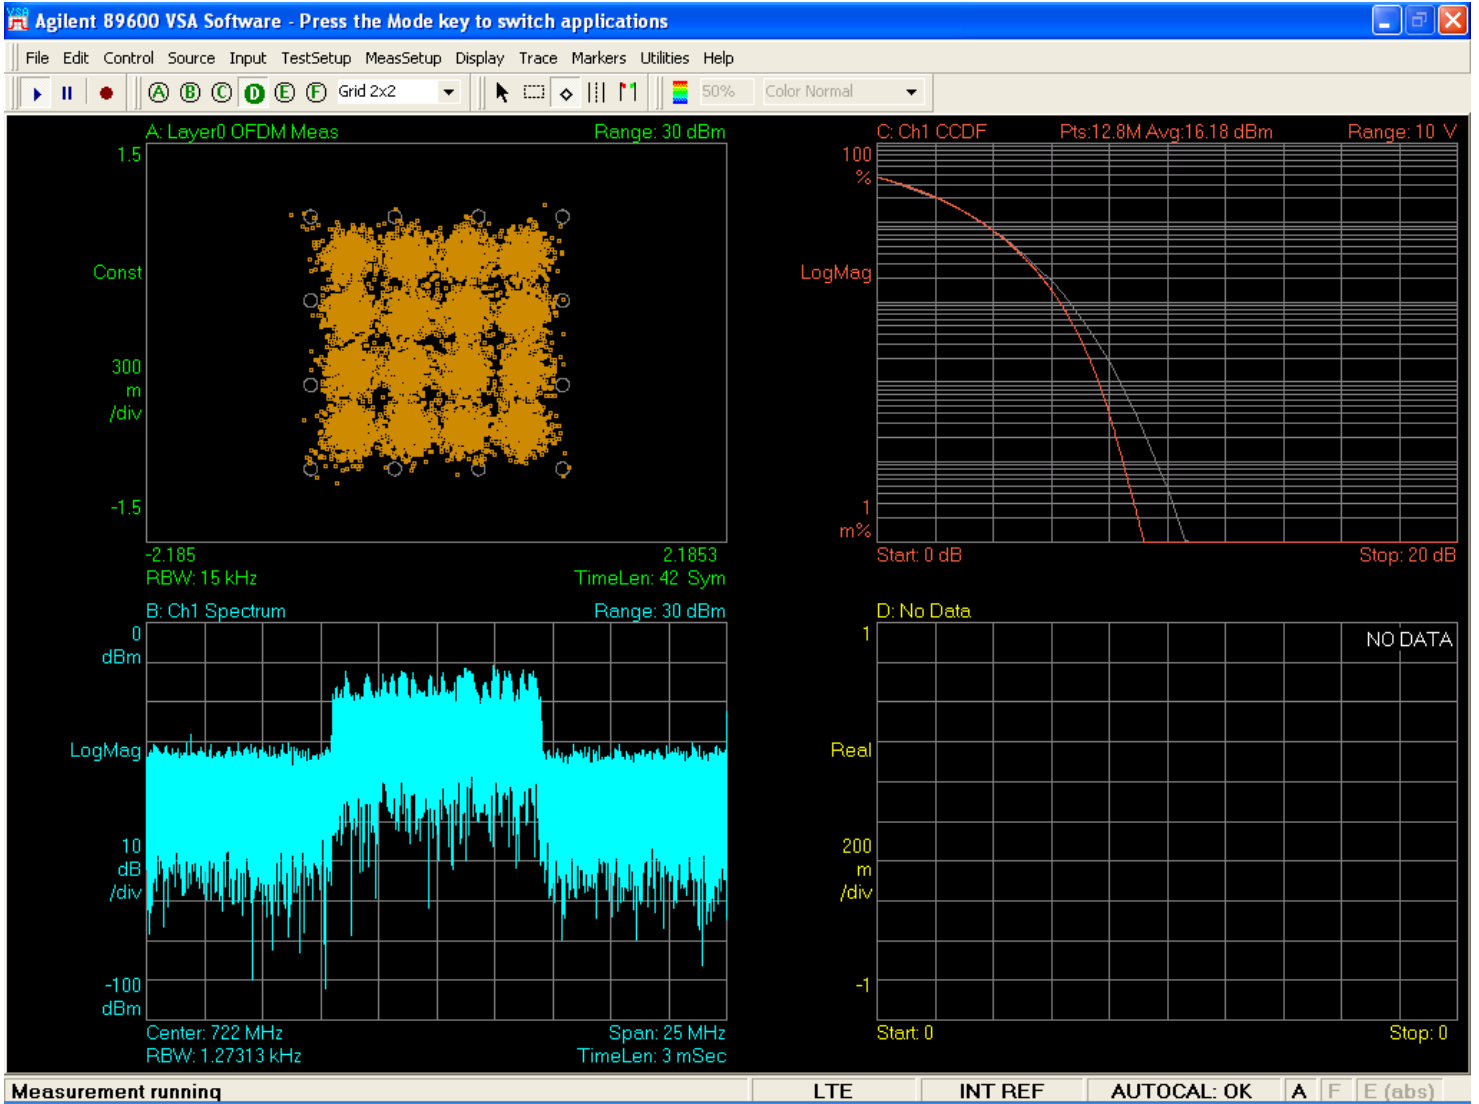 VSA Agilent 89600 VSA Software - Press the Mode key to switch applications
File Edit Control Source Input TestSetup MeasSetup Display Trace Markers Utilities Help
A B C D E F Grid 2x2 50% Color Normal
A: Layer0 OFDM Meas Range: 30 dBm
1.5
Const
300
m
/div
-1.5
-2.185 2.1853
RBW: 15 kHz TimeLen: 42 Sym
C: Ch1 CCDF Pts:12.8M Avg:16.18 dBm Range: 10 V
100
%
LogMag
1
m%
Start: 0 dB Stop: 20 dB
B: Ch1 Spectrum Range: 30 dBm
0
dBm
LogMag
10
dB
/div
-100
dBm
Center: 722 MHz Span: 25 MHz
RBW: 1.27313 kHz TimeLen: 3 mSec
D: No Data
1
NO DATA
Real
200
m
/div
-1
Start: 0 Stop: 0
Measurement running LTE INT REF AUTOCAL: OK A F E (abs)